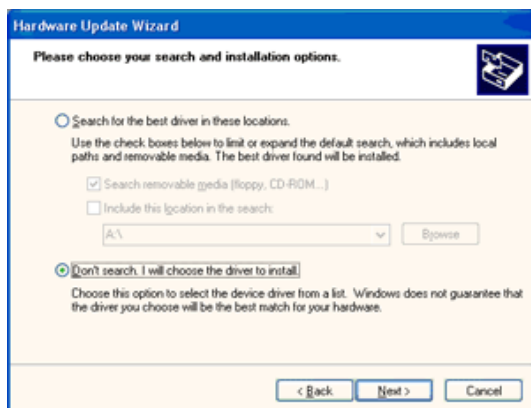 Hardware Update Wizard
Please choose your search and installation options.
Search for the best driver in these locations.
Use the check boxes below to limit or expand the default search, which includes local
paths and removable media. The best driver found will be installed.
Search removable media (floppy, CD-ROM...)
Include this location in the search:
A:\
Browse
Don't search. I will choose the driver to install.
Choose this option to select the device driver from a list. Windows does not guarantee that
the driver you choose will be the best match for your hardware.
< Back Next > Cancel